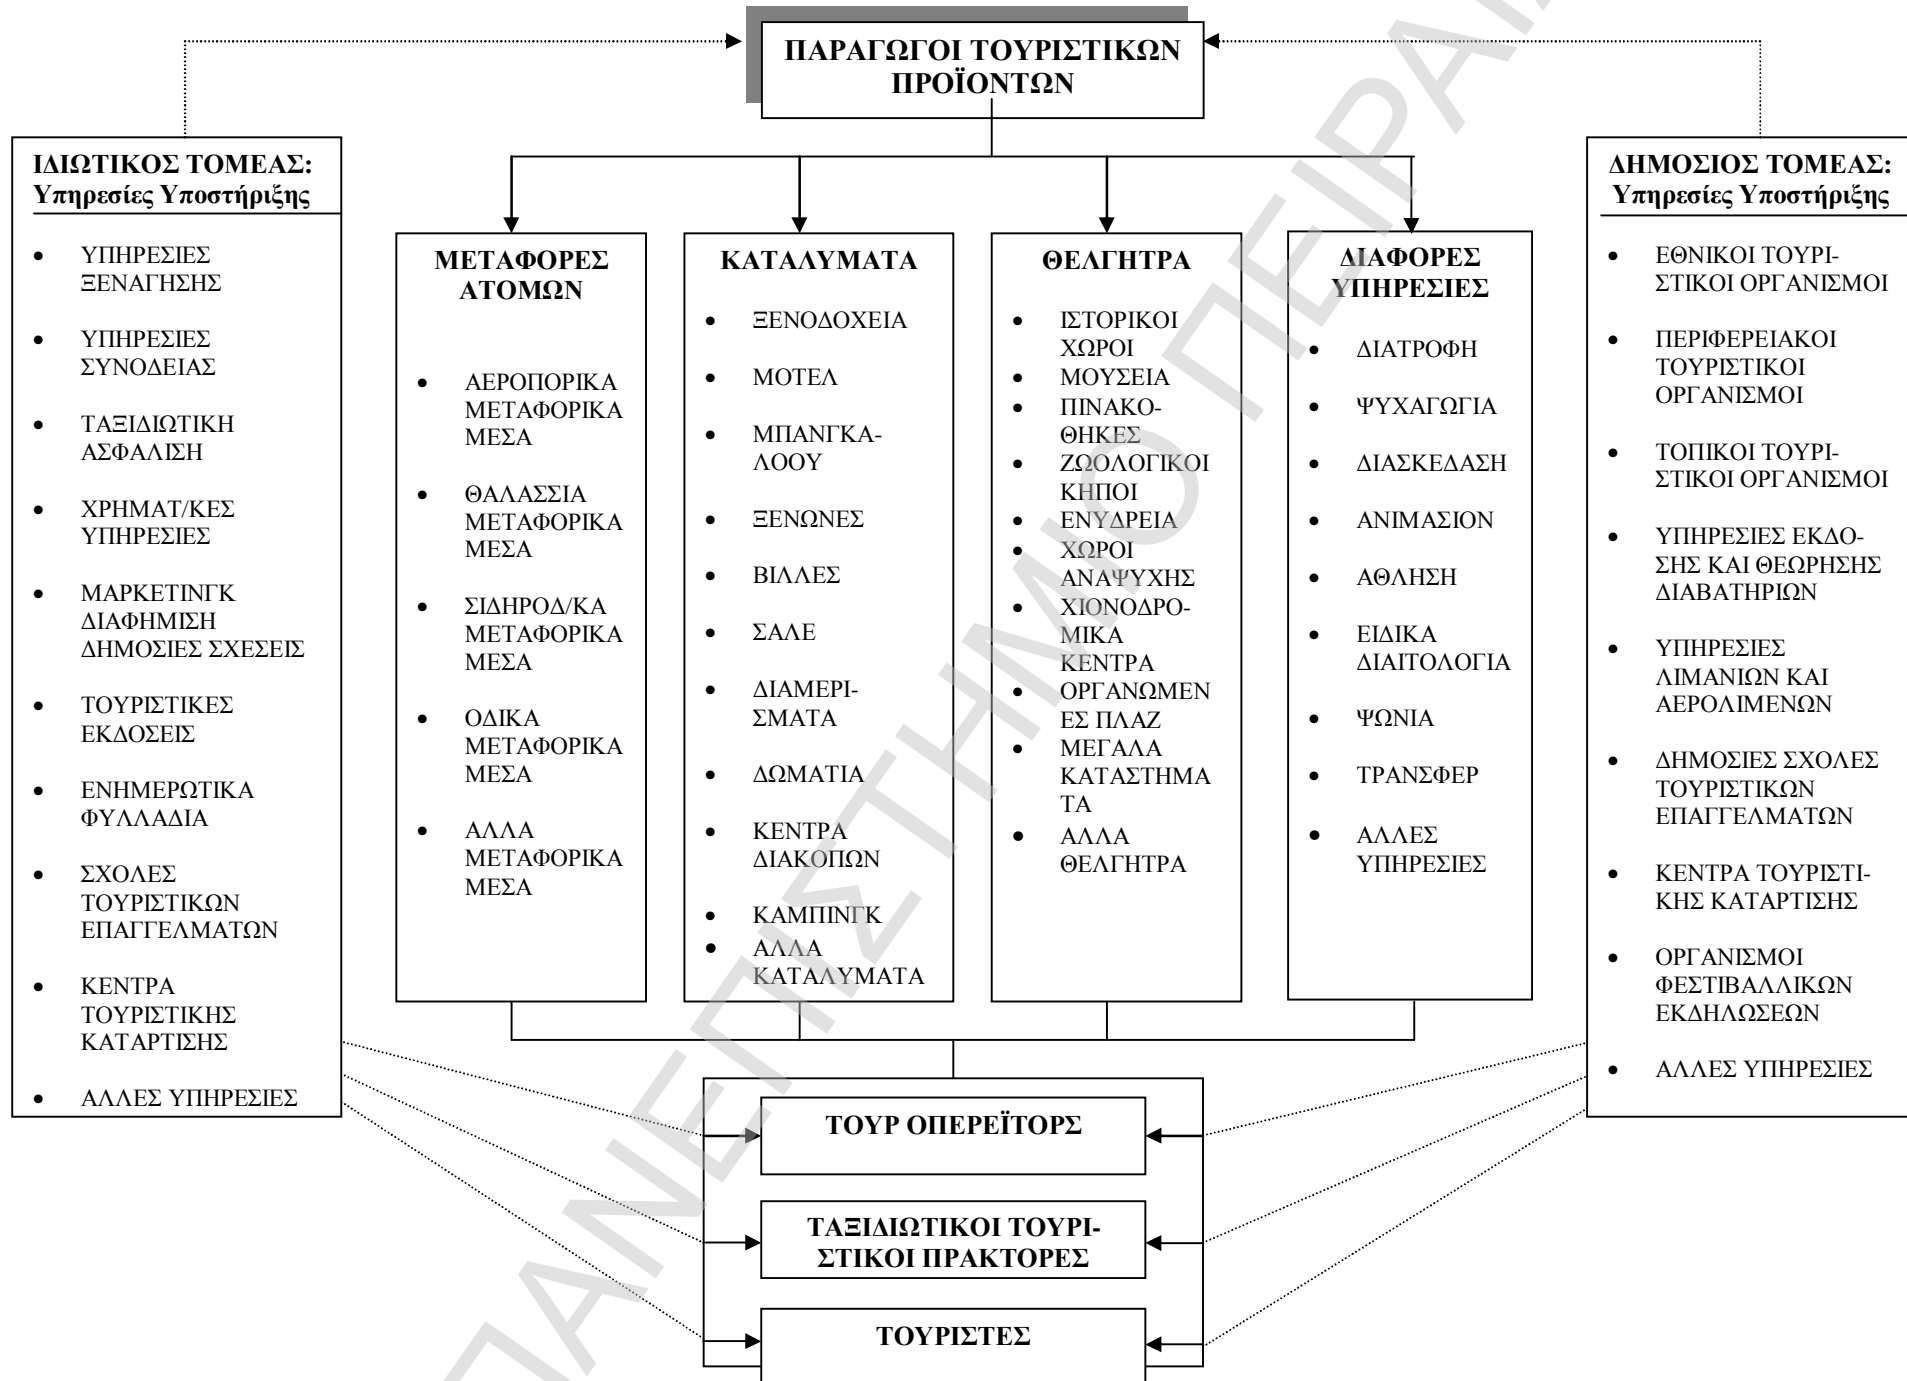 ΠΑΡΑΓΩΓΟΙ ΤΟΥΡΙΣΤΙΚΩΝ
ΠΡΟΪΟΝΤΩΝ
ΙΔΙΩΤΙΚΟΣ ΤΟΜΕΑΣ:
Υπηρεσίες Υποστήριξης
• ΥΠΗΡΕΣΙΕΣ
ΞΕΝΑΓΗΣΗΣ
• ΥΠΗΡΕΣΙΕΣ
ΣΥΝΟΔΕΙΑΣ
• ΤΑΞΙΔΙΩΤΙΚΗ
ΑΣΦΑΛΙΣΗ
• ΧΡΗΜΑΤ/ΚΕΣ
ΥΠΗΡΕΣΙΕΣ
• ΜΑΡΚΕΤΙΝΓΚ
ΔΙΑΦΗΜΙΣΗ
ΔΗΜΟΣΙΕΣ ΣΧΕΣΕΙΣ
• ΤΟΥΡΙΣΤΙΚΕΣ
ΕΚΔΟΣΕΙΣ
• ΕΝΗΜΕΡΩΤΙΚΑ
ΦΥΛΛΑΔΙΑ
• ΣΧΟΛΕΣ
ΤΟΥΡΙΣΤΙΚΩΝ
ΕΠΑΓΓΕΛΜΑΤΩΝ
• ΚΕΝΤΡΑ
ΤΟΥΡΙΣΤΙΚΗΣ
ΚΑΤΑΡΤΙΣΗΣ
• ΑΛΛΕΣ ΥΠΗΡΕΣΙΕΣ
ΜΕΤΑΦΟΡΕΣ
ΑΤΟΜΩΝ
• ΑΕΡΟΠΟΡΙΚΑ
ΜΕΤΑΦΟΡΙΚΑ
ΜΕΣΑ
• ΘΑΛΑΣΣΙΑ
ΜΕΤΑΦΟΡΙΚΑ
ΜΕΣΑ
• ΣΙΔΗΡΟΔ/ΚΑ
ΜΕΤΑΦΟΡΙΚΑ
ΜΕΣΑ
• ΟΔΙΚΑ
ΜΕΤΑΦΟΡΙΚΑ
ΜΕΣΑ
• ΑΛΛΑ
ΜΕΤΑΦΟΡΙΚΑ
ΜΕΣΑ
ΚΑΤΑΛΥΜΑΤΑ
• ΞΕΝΟΔΟΧΕΙΑ
• ΜΟΤΕΛ
• ΜΠΑΝΓΚΑ-
ΛΟΟΥ
• ΞΕΝΩΝΕΣ
• ΒΙΛΛΕΣ
• ΣΑΛΕ
• ΔΙΑΜΕΡΙ-
ΣΜΑΤΑ
• ΔΩΜΑΤΙΑ
• ΚΕΝΤΡΑ
ΔΙΑΚΟΠΩΝ
• ΚΑΜΠΙΝΓΚ
• ΑΛΛΑ
ΚΑΤΑΛΥΜΑΤΑ
ΘΕΛΓΗΤΡΑ
• ΙΣΤΟΡΙΚΟΙ
ΧΩΡΟΙ
• ΜΟΥΣΕΙΑ
• ΠΙΝΑΚΟ-
ΘΗΚΕΣ
• ΖΩΟΛΟΓΙΚΟΙ
ΚΗΠΟΙ
• ΕΝΥΔΡΕΙΑ
• ΧΩΡΟΙ
ΑΝΑΨΥΧΗΣ
• ΧΙΟΝΟΔΡΟ-
ΜΙΚΑ
ΚΕΝΤΡΑ
• ΟΡΓΑΝΩΜΕΝ
ΕΣ ΠΛΑΖ
• ΜΕΓΑΛΑ
ΚΑΤΑΣΤΗΜΑ
ΤΑ
• ΑΛΛΑ
ΘΕΛΓΗΤΡΑ
ΔΙΑΦΟΡΕΣ
ΥΠΗΡΕΣΙΕΣ
• ΔΙΑΤΡΟΦΗ
• ΨΥΧΑΓΩΓΙΑ
• ΔΙΑΣΚΕΔΑΣΗ
• ΑΝΙΜΑΣΙΟΝ
• ΑΘΛΗΣΗ
• ΕΙΔΙΚΑ
ΔΙΑΙΤΟΛΟΓΙΑ
• ΨΩΝΙΑ
• ΤΡΑΝΣΦΕΡ
• ΑΛΛΕΣ
ΥΠΗΡΕΣΙΕΣ
ΔΗΜΟΣΙΟΣ ΤΟΜΕΑΣ:
Υπηρεσίες Υποστήριξης
• ΕΘΝΙΚΟΙ ΤΟΥΡΙ-
ΣΤΙΚΟΙ ΟΡΓΑΝΙΣΜΟΙ
• ΠΕΡΙΦΕΡΕΙΑΚΟΙ
ΤΟΥΡΙΣΤΙΚΟΙ
ΟΡΓΑΝΙΣΜΟΙ
• ΤΟΠΙΚΟΙ ΤΟΥΡΙ-
ΣΤΙΚΟΙ ΟΡΓΑΝΙΣΜΟΙ
• ΥΠΗΡΕΣΙΕΣ ΕΚΔΟ-
ΣΗΣ ΚΑΙ ΘΕΩΡΗΣΗΣ
ΔΙΑΒΑΤΗΡΙΩΝ
• ΥΠΗΡΕΣΙΕΣ
ΛΙΜΑΝΙΩΝ ΚΑΙ
ΑΕΡΟΛΙΜΕΝΩΝ
• ΔΗΜΟΣΙΕΣ ΣΧΟΛΕΣ
ΤΟΥΡΙΣΤΙΚΩΝ
ΕΠΑΓΓΕΛΜΑΤΩΝ
• ΚΕΝΤΡΑ ΤΟΥΡΙΣΤΙ-
ΚΗΣ ΚΑΤΑΡΤΙΣΗΣ
• ΟΡΓΑΝΙΣΜΟΙ
ΦΕΣΤΙΒΑΛΛΙΚΩΝ
ΕΚΔΗΛΩΣΕΩΝ
• ΑΛΛΕΣ ΥΠΗΡΕΣΙΕΣ
ΤΟΥΡ ΟΠΕΡΕΪΤΟΡΣ
ΤΑΞΙΔΙΩΤΙΚΟΙ ΤΟΥΡΙ-
ΣΤΙΚΟΙ ΠΡΑΚΤΟΡΕΣ
ΤΟΥΡΙΣΤΕΣ
ΠΑΝΕΠΙΣΤΗΜΙΟ ΠΕΙΡΑΙ